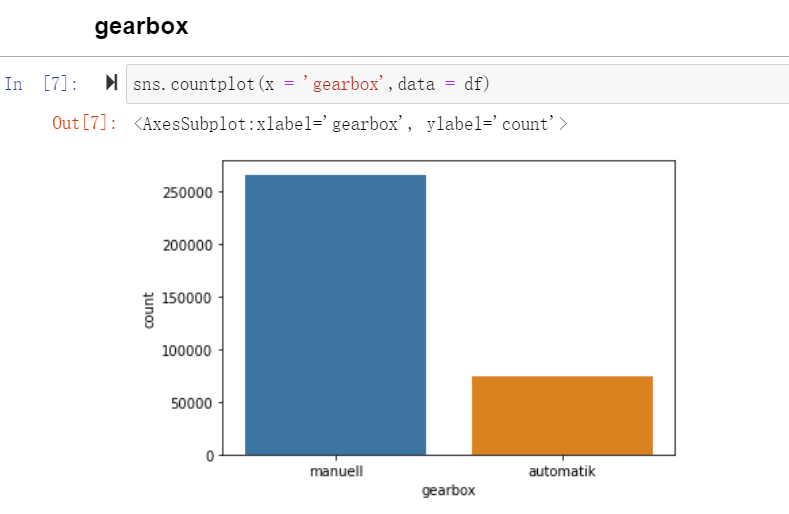 gearbox
In [7]: sns.countplot(x = 'gearbox',data = df)
Out[7]: <AxesSubplot:xlabel='gearbox', ylabel='count'>
250000
200000
150000
100000
50000
0
count
manuell automatik
gearbox